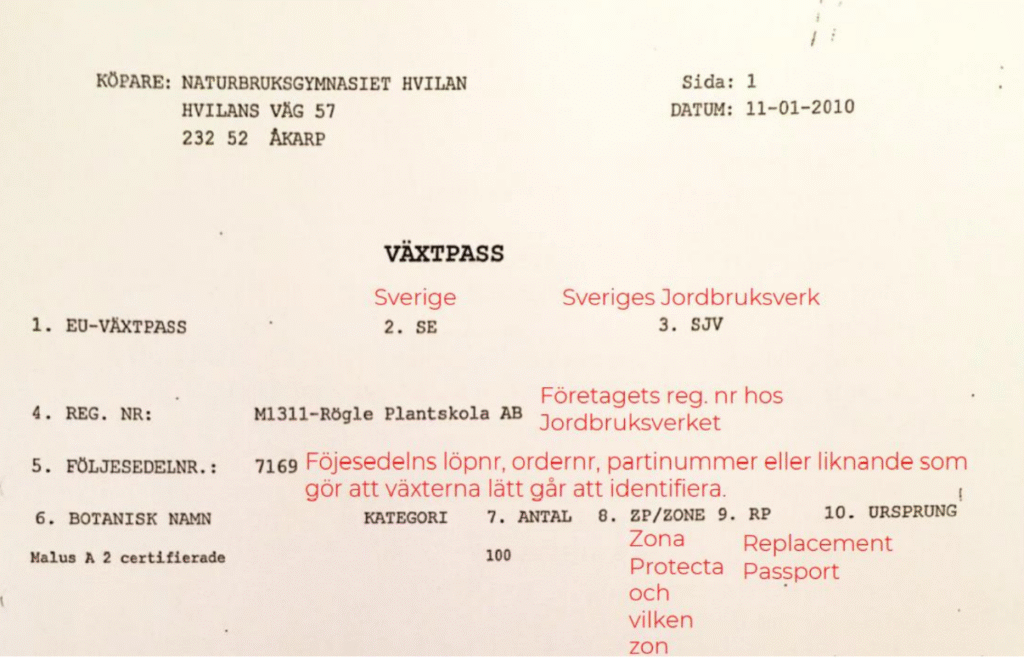 KÖPARE: NATURBRUKSGYMNASIET HVILAN
HVILANS VÄG 57
232 52 ÅKARP
Sida: 1
DATUM: 11-01-2010
VÄXTPASS
Sverige
Sveriges Jordbruksverk
1. EU-VÄXTPASS
2. SE
3. SJV
Företagets reg. nr hos
Jordbruksverket
4. REG. NR:
M1311-Rögle Plantskola AB
5. FÖLJESEDELNR.:
7169
Föjesedelns löpnr, ordernr, partinummer eller liknande som
gör att växterna lätt går att identifiera.
6. BOTANISK NAMN
KATEGORI
7. ANTAL
8. ZP/ZONE
9. RP
10. URSPRUNG
Malus A 2 certifierade
100
Zona
Protecta
och
vilken
zon
Replacement
Passport